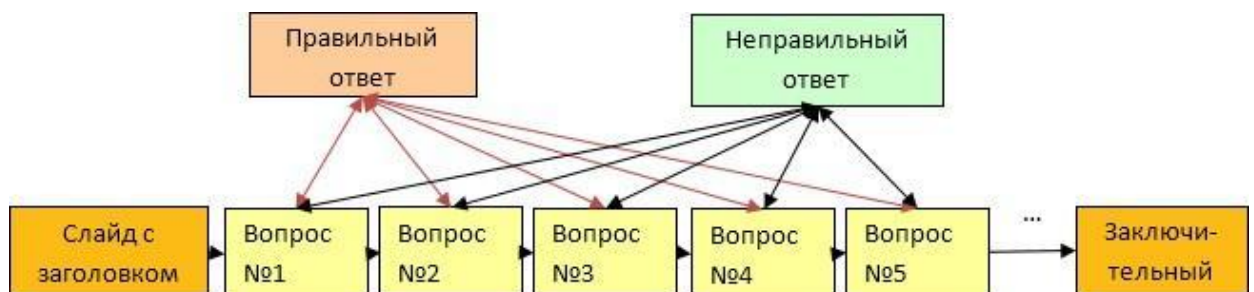 Правильный
ответ
Неправильный
ответ
Слайд с
заголовком
Вопрос
№1
Вопрос
№2
Вопрос
№3
Вопрос
№4
Вопрос
№5
...
Заключи-
тельный